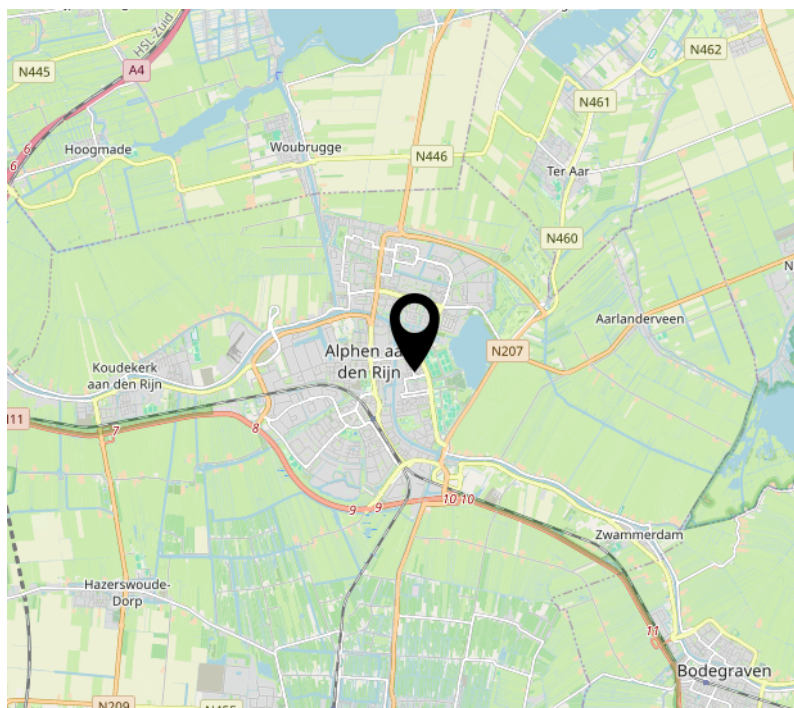 HSL-Zuid
N462
N445
A4
N461
6
Hoogmade
Woubrugge
N446
6
Ter Aar
N460
N
Aarlanderveen
Alphen aa
den Rijn
N207
Koudekerk
aan den Rijn
N11
7
8
9
9
10
10
Zwammerdam
Hazerswoude-
Dorp
11
Bodegraven
N209